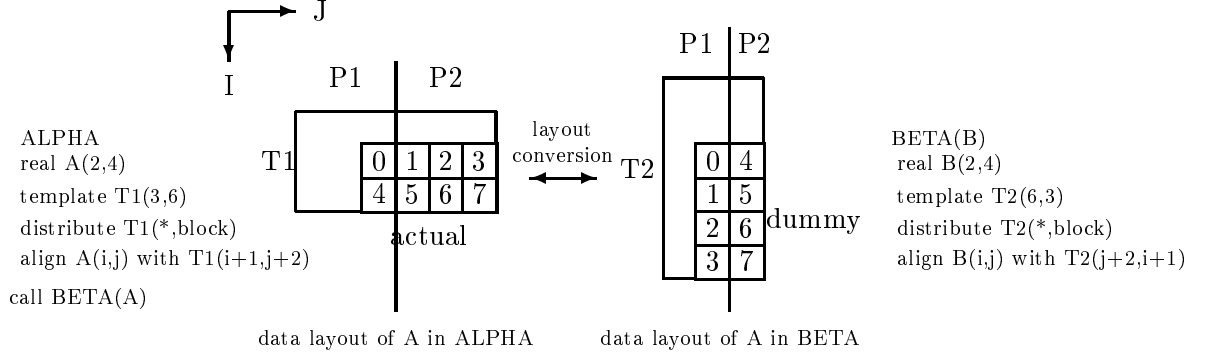 J
I
P1 P2
P1 P2
ALPHA
real A(2,4)
template T1(3,6)
distribute T1(*,block)
align A(i,j) with T1(i+1,j+2)
call BETA(A)
T1
0 1 2 3
4 5 6 7
actual
data layout of A in ALPHA
layout
conversion
T2
0 4
1 5
2 6
3 7
dummy
data layout of A in BETA
BETA(B)
real B(2,4)
template T2(6,3)
distribute T2(*,block)
align B(i,j) with T2(j+2,i+1)